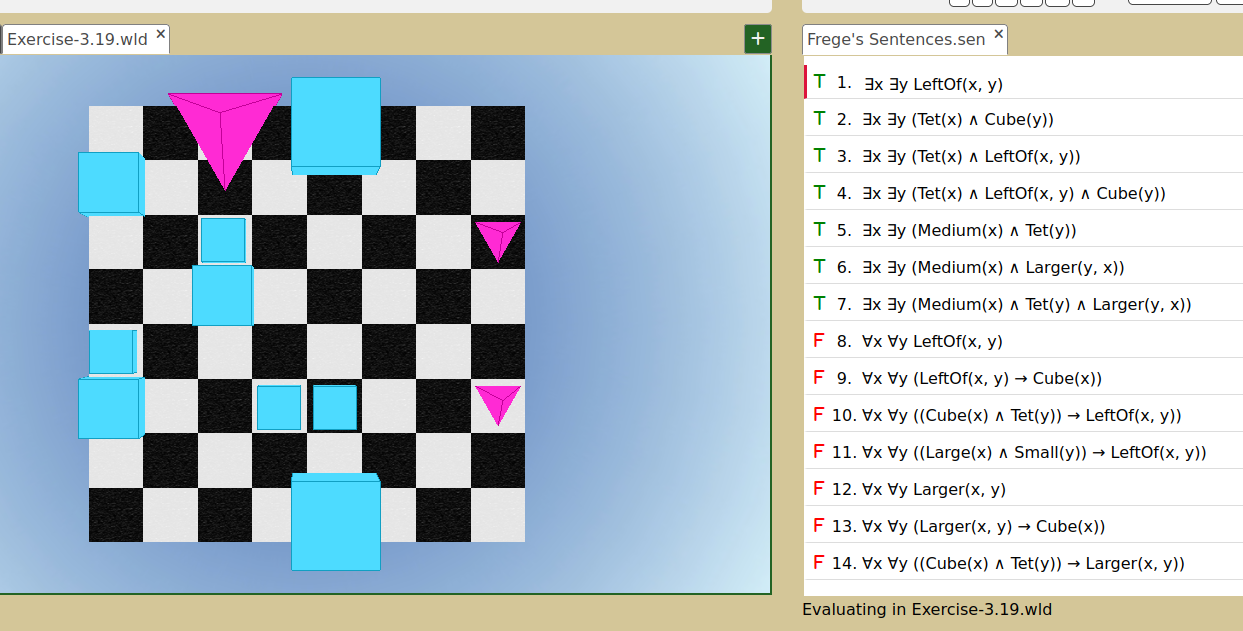 Exercise-3.19.wld ×
+
Frege's Sentences.sen ×
T 1. ∃x ∃y LeftOf(x, y)
T 2. ∃x ∃y (Tet(x) ∧ Cube(y))
T 3. ∃x ∃y (Tet(x) ∧ LeftOf(x, y))
T 4. ∃x ∃y (Tet(x) ∧ LeftOf(x, y) ∧ Cube(y))
T 5. ∃x ∃y (Medium(x) ∧ Tet(y))
T 6. ∃x ∃y (Medium(x) ∧ Larger(y, x))
T 7. ∃x ∃y (Medium(x) ∧ Tet(y) ∧ Larger(y, x))
F 8. ∀x ∀y LeftOf(x, y)
F 9. ∀x ∀y (LeftOf(x, y) → Cube(x))
F 10. ∀x ∀y ((Cube(x) ∧ Tet(y)) → LeftOf(x, y))
F 11. ∀x ∀y ((Large(x) ∧ Small(y)) → LeftOf(x, y))
F 12. ∀x ∀y Larger(x, y)
F 13. ∀x ∀y (Larger(x, y) → Cube(x))
F 14. ∀x ∀y ((Cube(x) ∧ Tet(y)) → Larger(x, y))
Evaluating in Exercise-3.19.wld